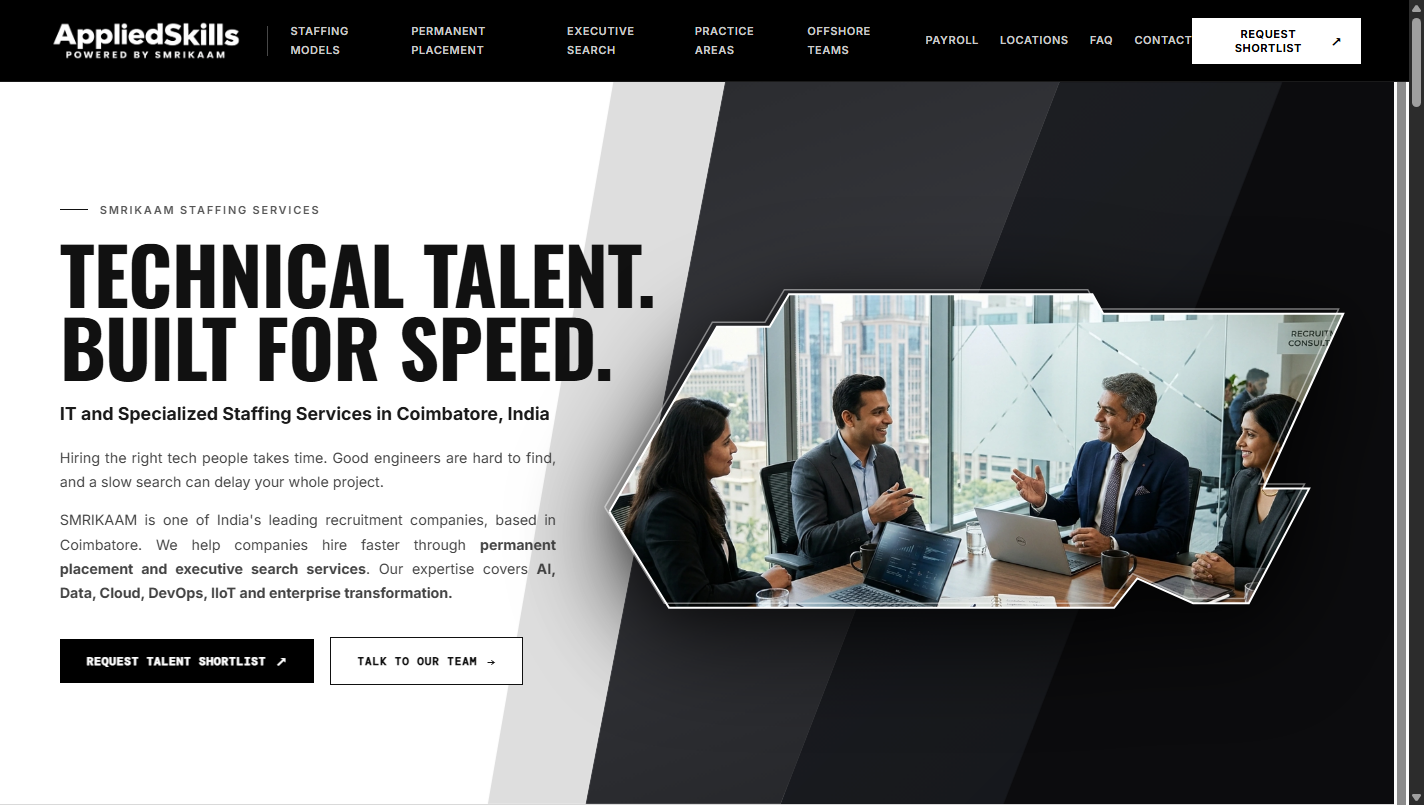 AppliedSkills
POWERED BY SMRIKAAM
STAFFING
MODELS
PERMANENT
PLACEMENT
EXECUTIVE
SEARCH
PRACTICE
AREAS
OFFSHORE
TEAMS
PAYROLL
LOCATIONS
FAQ
CONTACT
REQUEST
SHORTLIST ↗
SMRIKAAM STAFFING SERVICES
TECHNICAL TALENT.
BUILT FOR SPEED.
IT and Specialized Staffing Services in Coimbatore, India
Hiring the right tech people takes time. Good engineers are hard to find,
and a slow search can delay your whole project.
SMRIKAAM is one of India's leading recruitment companies, based in
Coimbatore. We help companies hire faster through permanent
placement and executive search services. Our expertise covers AI,
Data, Cloud, DevOps, IIoT and enterprise transformation.
REQUEST TALENT SHORTLIST ↗
TALK TO OUR TEAM →